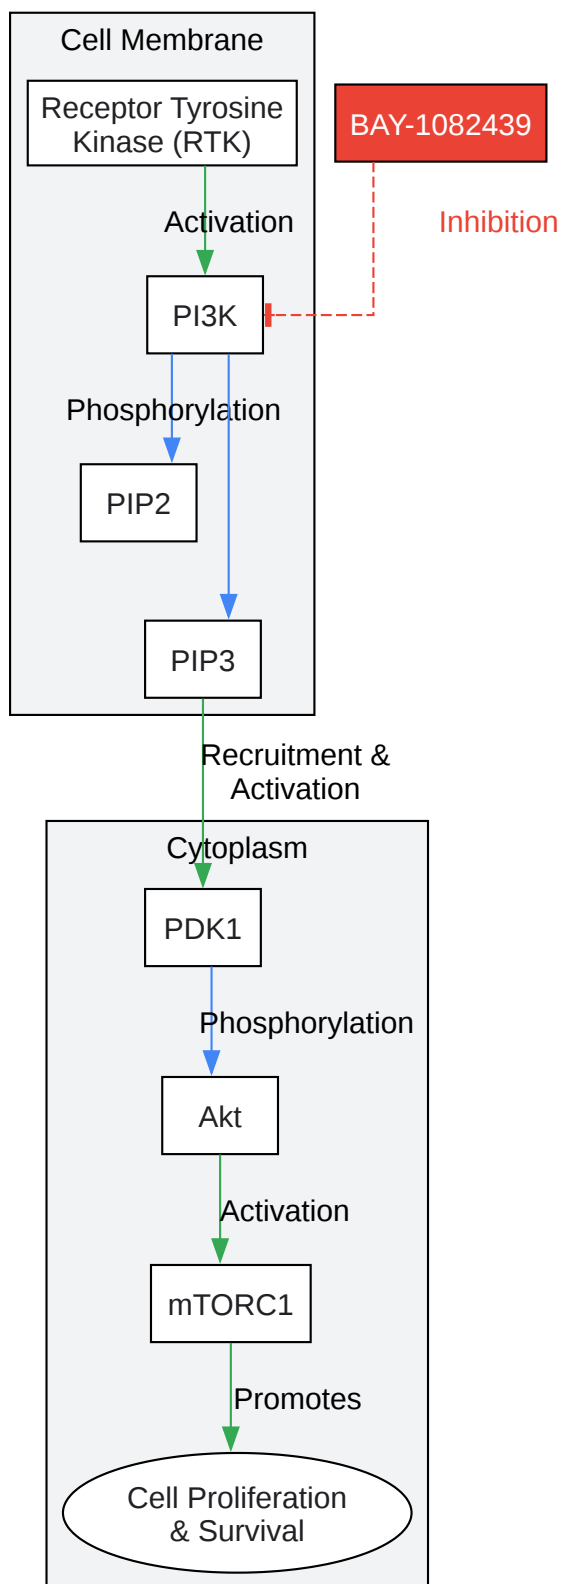 Cell Membrane
Receptor Tyrosine
Kinase (RTK)
BAY-1082439
Activation
Inhibition
PI3K
Phosphorylation
PIP2
PIP3
Recruitment &
Activation
Cytoplasm
PDK1
Phosphorylation
Akt
Activation
mTORC1
Promotes
Cell Proliferation
& Survival